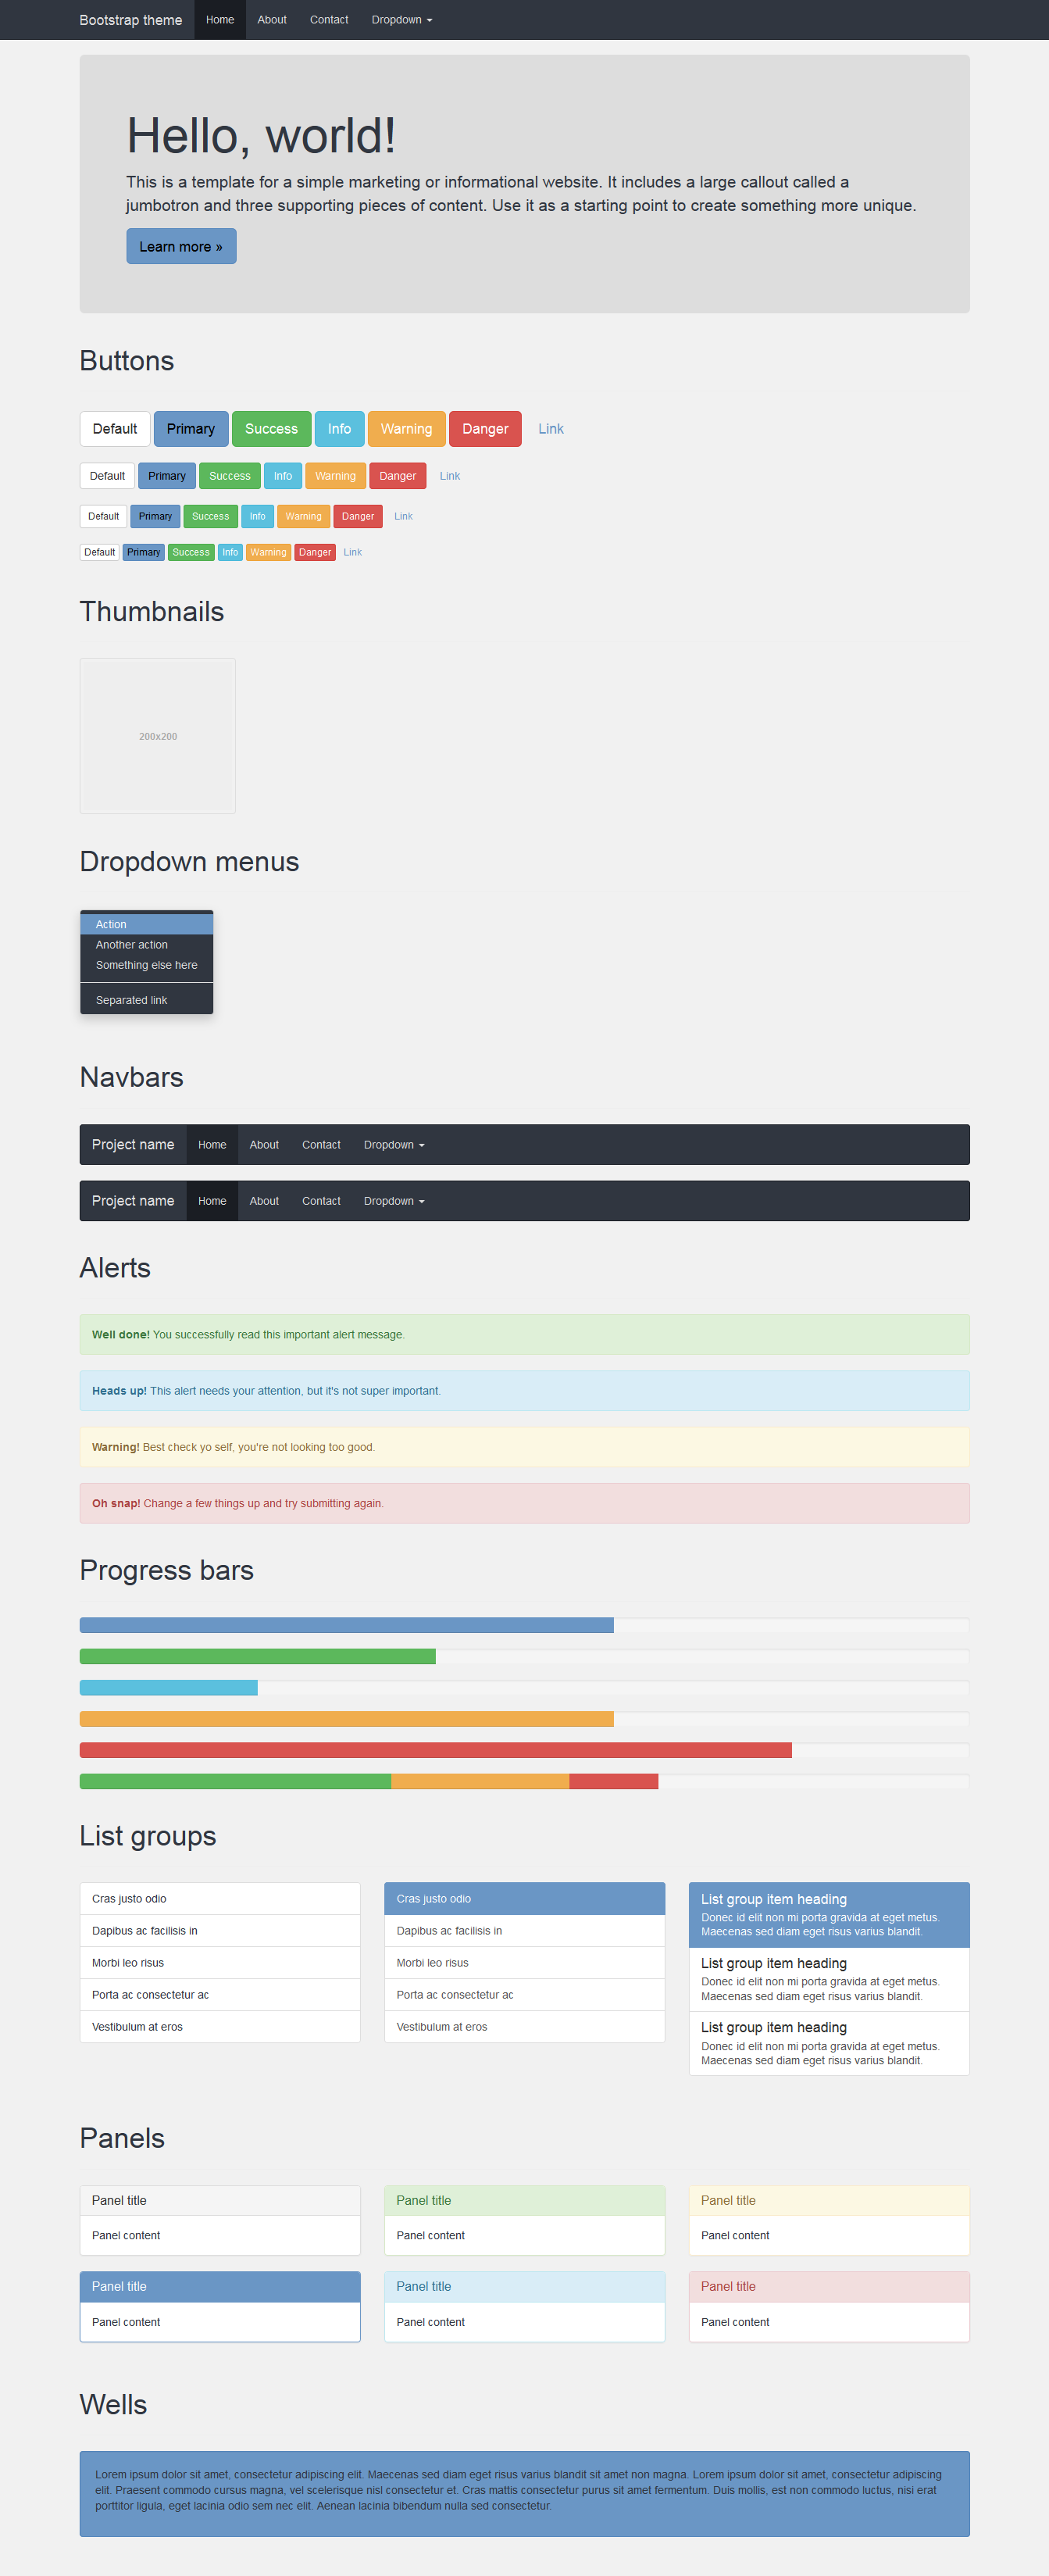 Bootstrap theme Home About Contact Dropdown
Hello, world!
This is a template for a simple marketing or informational website. It includes a large callout called a
jumbotron and three supporting pieces of content. Use it as a starting point to create something more unique.
Learn more »
Buttons
Default Primary Success Info Warning Danger Link
Default Primary Success Info Warning Danger Link
Default Primary Success Info Warning Danger Link
Default Primary Success Info Warning Danger Link
Thumbnails
200x200
Dropdown menus
Action
Another action
Something else here
Separated link
Navbars
Project name Home About Contact Dropdown
Project name Home About Contact Dropdown
Alerts
Well done! You successfully read this important alert message.
Heads up! This alert needs your attention, but it's not super important.
Warning! Best check yo self, you're not looking too good.
Oh snap! Change a few things up and try submitting again.
Progress bars
List groups
Cras justo odio
Dapibus ac facilisis in
Morbi leo risus
Porta ac consectetur ac
Vestibulum at eros
Cras justo odio
Dapibus ac facilisis in
Morbi leo risus
Porta ac consectetur ac
Vestibulum at eros
List group item heading
Donec id elit non mi porta gravida at eget metus.
Maecenas sed diam eget risus varius blandit.
List group item heading
Donec id elit non mi porta gravida at eget metus.
Maecenas sed diam eget risus varius blandit.
List group item heading
Donec id elit non mi porta gravida at eget metus.
Maecenas sed diam eget risus varius blandit.
Panels
Panel title
Panel content
Panel title
Panel content
Panel title
Panel content
Panel title
Panel content
Panel title
Panel content
Panel title
Panel content
Wells
Lorem ipsum dolor sit amet, consectetur adipiscing elit. Maecenas sed diam eget risus varius blandit sit amet non magna. Lorem ipsum dolor sit amet, consectetur adipiscing
elit. Praesent commodo cursus magna, vel scelerisque nisl consectetur et. Cras mattis consectetur purus sit amet fermentum. Duis mollis, est non commodo luctus, nisi erat
porttitor ligula, eget lacinia odio sem nec elit. Aenean lacinia bibendum nulla sed consectetur.